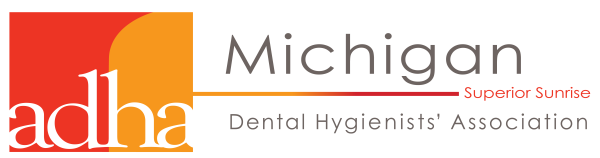 adha
Michigan
Superior Sunrise
Dental Hygienists’ Association